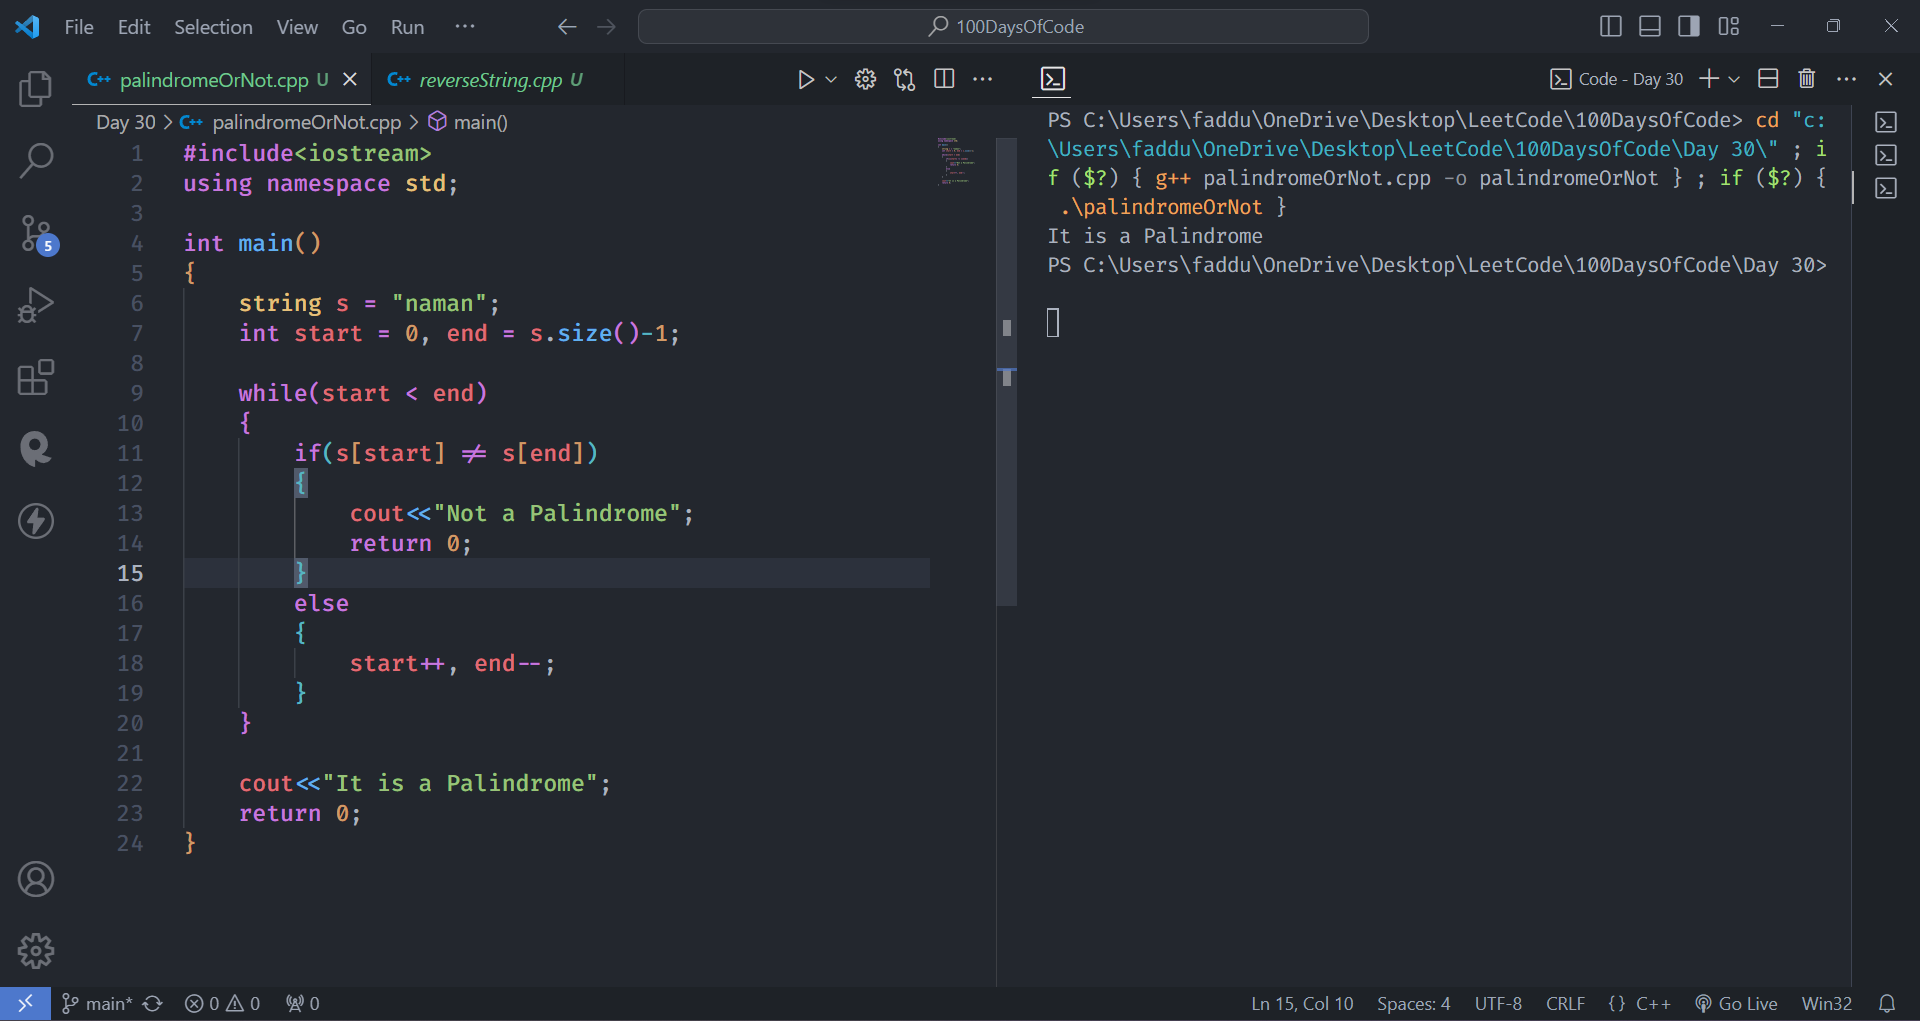 File Edit Selection View Go Run ··· 100DaysOfCode
C++ palindromeOrNot.cpp U C++ reverseString.cpp U
Day 30 > C++ palindromeOrNot.cpp > main()
1 #include<iostream>
2 using namespace std;
3
4 int main()
5 {
6 string s = "naman";
7 int start = 0, end = s.size()-1;
8
9 while(start < end)
10 {
11 if(s[start] ≠ s[end])
12 {
13 cout<<"Not a Palindrome";
14 return 0;
15 }
16 else
17 {
18 start++, end--;
19 }
20 }
21
22 cout<<"It is a Palindrome";
23 return 0;
24 }
Code - Day 30
PS C:\Users\faddu\OneDrive\Desktop\LeetCode\100DaysOfCode> cd "c:
\Users\faddu\OneDrive\Desktop\LeetCode\100DaysOfCode\Day 30\" ; i
f ($?) { g++ palindromeOrNot.cpp -o palindromeOrNot } ; if ($?) {
.\palindromeOrNot }
It is a Palindrome
PS C:\Users\faddu\OneDrive\Desktop\LeetCode\100DaysOfCode\Day 30>
5
main* 0 0 0 Ln 15, Col 10 Spaces: 4 UTF-8 CRLF {} C++ Go Live Win32